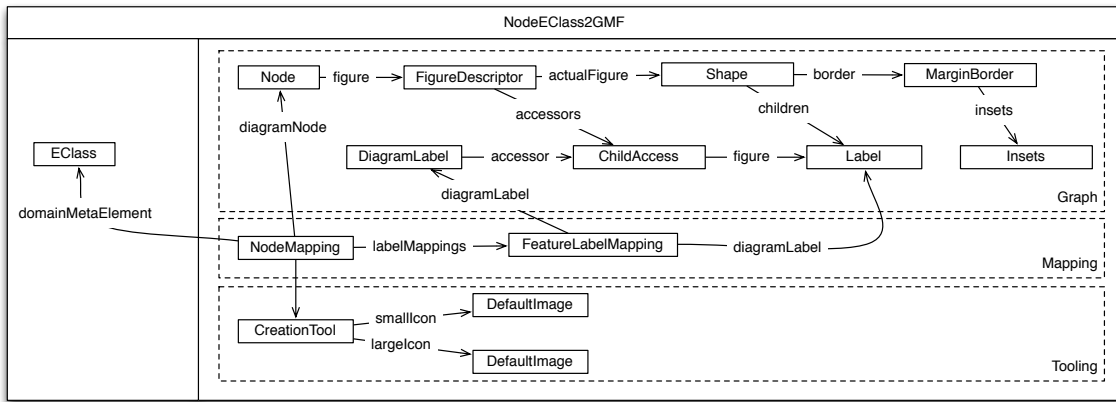 NodeEClass2GMF
Node figure FigureDescriptor actualFigure Shape border MarginBorder
accessors children insets
diagramNode
EClass DiagramLabel accessor ChildAccess figure Label Insets
diagramLabel Graph
domainMetaElement
NodeMapping labelMappings FeatureLabelMapping diagramLabel
Mapping
DefaultImage
smallIcon
CreationTool
largeIcon
DefaultImage
Tooling